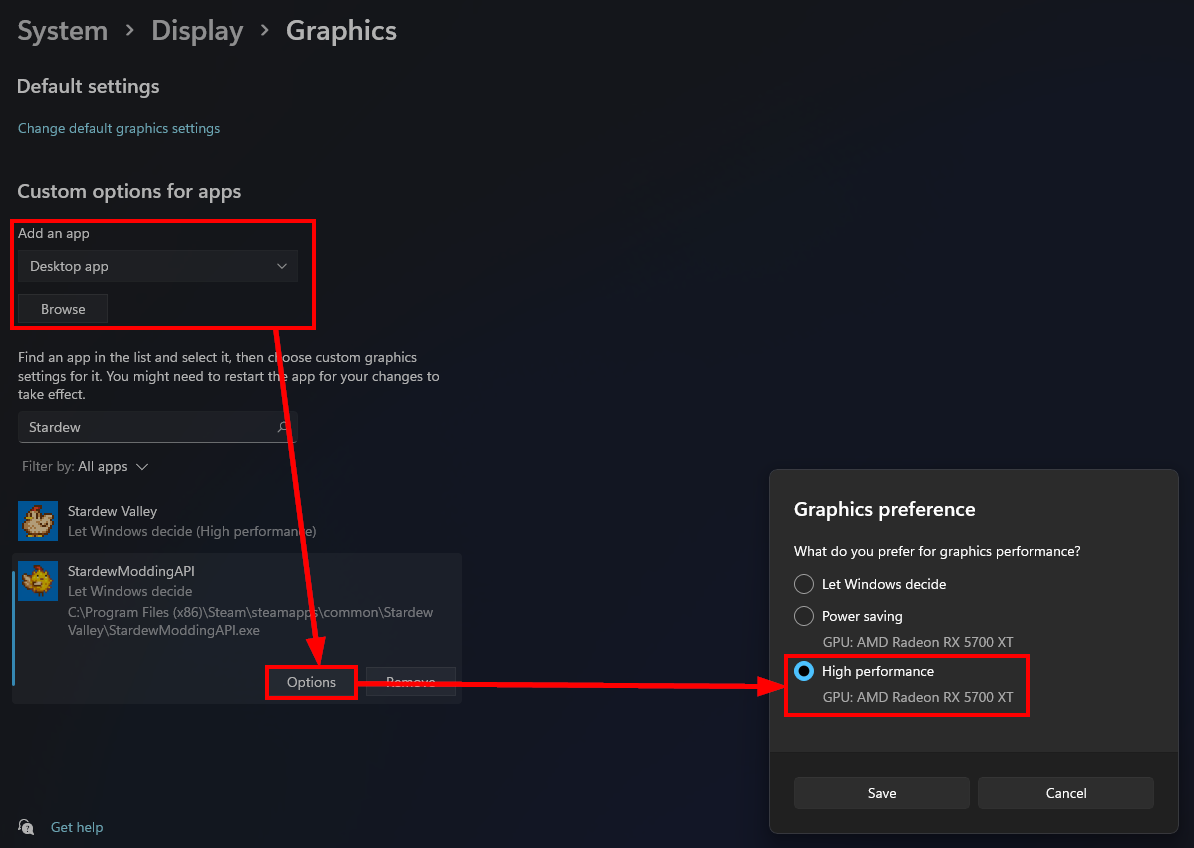 System > Display > Graphics
Default settings
Change default graphics settings
Custom options for apps
Add an app
Desktop app
Browse
Find an app in the list and select it, then choose custom graphics
settings for it. You might need to restart the app for your changes to
take effect.
Stardew
Filter by: All apps
Stardew Valley
Let Windows decide (High performance)
StardewModdingAPI
Let Windows decide
C:\Program Files (x86)\Steam\steamapps\common\Stardew
Valley\StardewModdingAPI.exe
Options
Remove
Get help
Graphics preference
What do you prefer for graphics performance?
Let Windows decide
Power saving
GPU: AMD Radeon RX 5700 XT
High performance
GPU: AMD Radeon RX 5700 XT
Save
Cancel